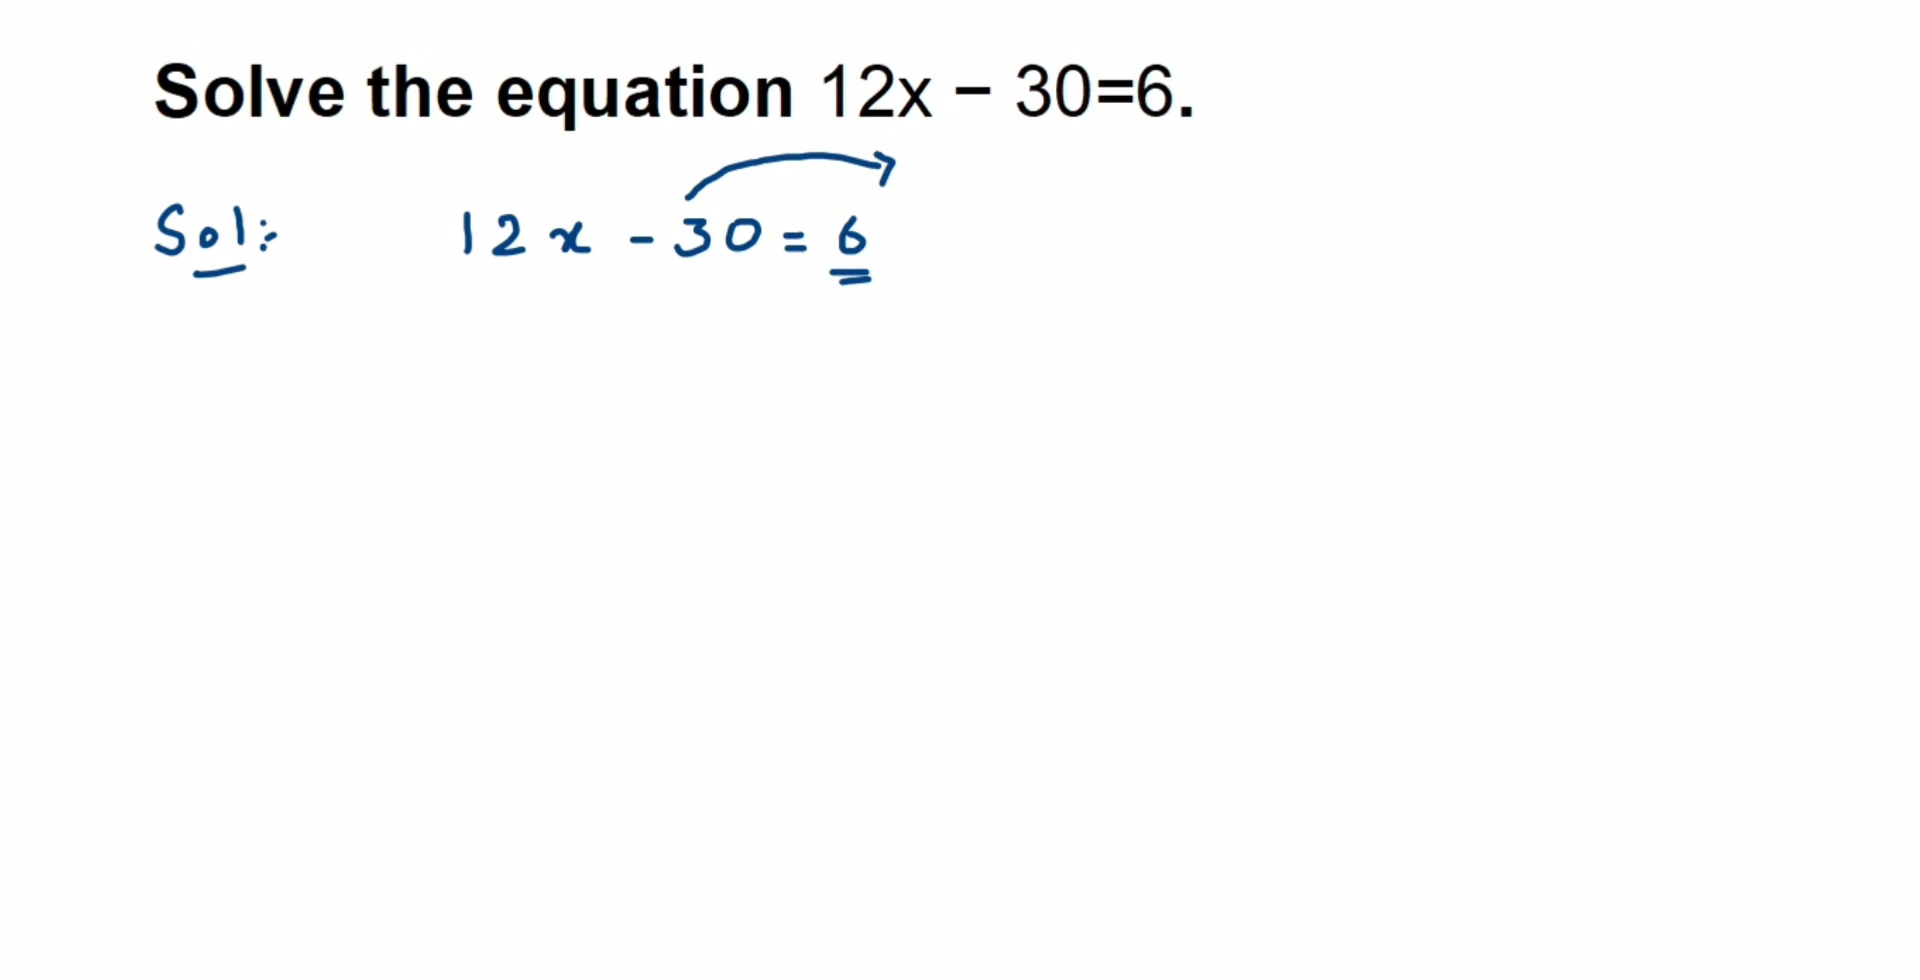 Solve the equation 12x − 30=6.
Sol:- 12x - 30 = 6